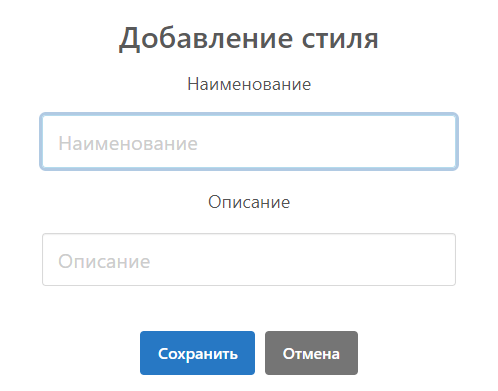 Добавление стиля
Наименование
Наименование
Описание
Описание
Сохранить Отмена